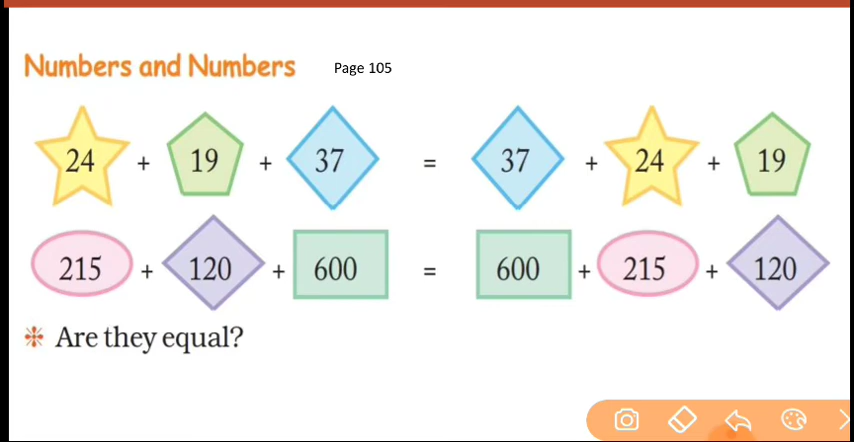 Numbers and Numbers Page 105
24 + 19 + 37 = 37 + 24 + 19
215 + 120 + 600 = 600 + 215 + 120
Are they equal?